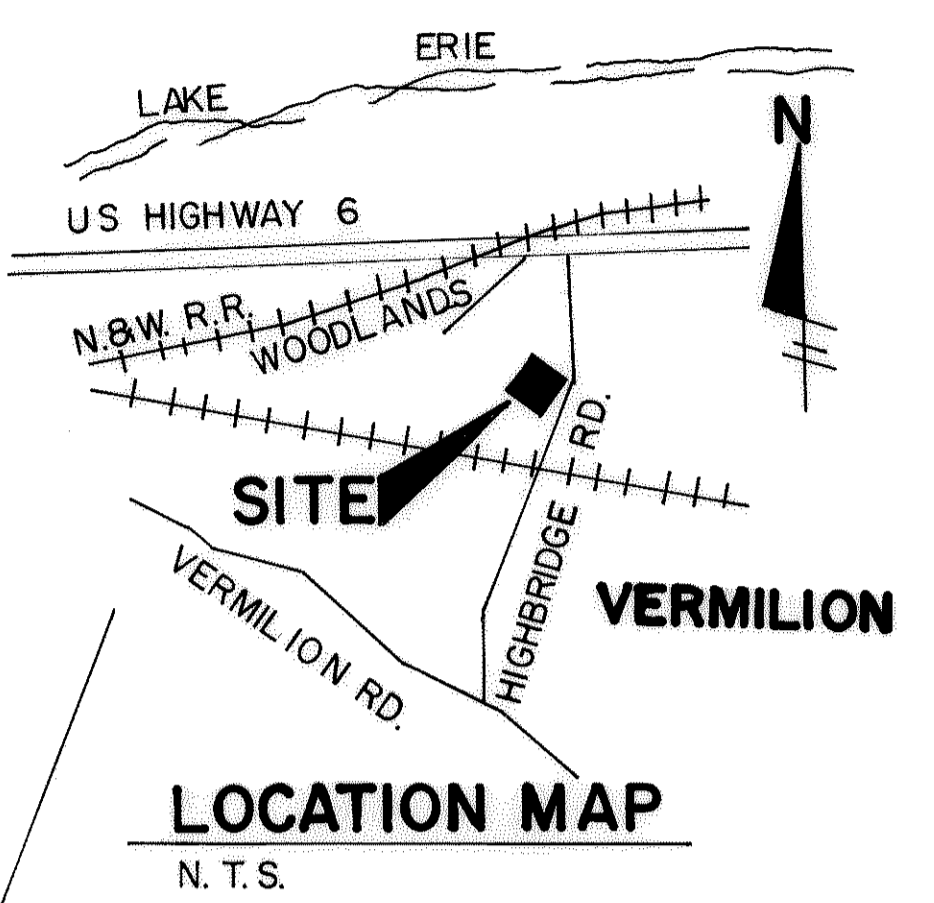 ERIE
LAKE
N
US HIGHWAY 6
N.&W. R.R.
WOODLANDS
SITE
HIGHBRIDGE RD.
VERMILION
VERMILION RD.
LOCATION MAP
N. T. S.